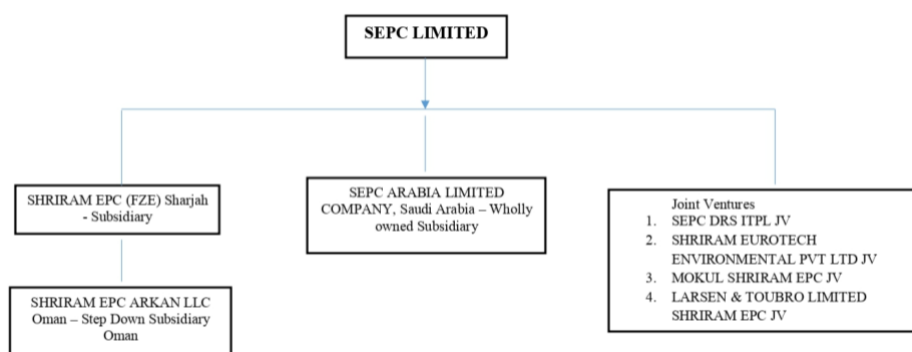 SEPC LIMITED
SHRIRAM EPC (FZE) Sharjah
- Subsidiary
SHRIRAM EPC ARKAN LLC
Oman – Step Down Subsidiary
Oman
SEPC ARABIA LIMITED
COMPANY, Saudi Arabia – Wholly
owned Subsidiary
Joint Ventures
1. SEPC DRS ITPL JV
2. SHRIRAM EUROTECH
ENVIRONMENTAL PVT LTD JV
3. MOKUL SHRIRAM EPC JV
4. LARSEN & TOUBRO LIMITED
SHRIRAM EPC JV